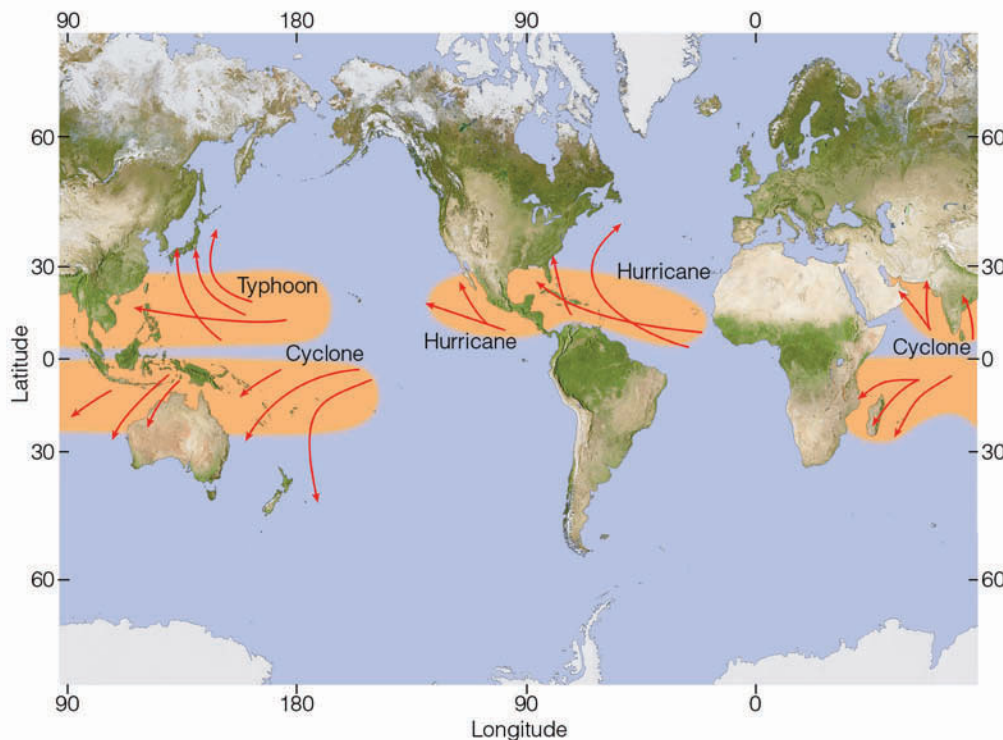 90 180 90 0
60 60
30 30
Typhoon Hurricane
Hurricane
Cyclone Cyclone
0 0
Latitude
30 30
60 60
90 180 90 0
Longitude